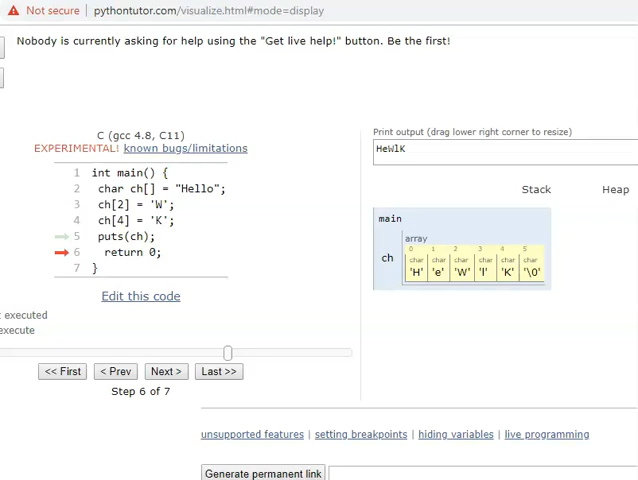 Not secure | pythontutor.com/visualize.html#mode=display
Nobody is currently asking for help using the "Get live help!" button. Be the first!
C (gcc 4.8, C11)
EXPERIMENTAL! known bugs/limitations
1 int main() {
2 char ch[] = "Hello";
3 ch[2] = 'W';
4 ch[4] = 'K';
5 puts(ch);
6 return 0;
7 }
Edit this code
t executed
execute
<< First < Prev Next > Last >>
Step 6 of 7
Print output (drag lower right corner to resize)
HeWlK
Stack Heap
main
array
ch
0 1 2 3 4 5
char char char char char char
'H' 'e' 'W' 'l' 'K' '\0'
unsupported features | setting breakpoints | hiding variables | live programming
Generate permanent link